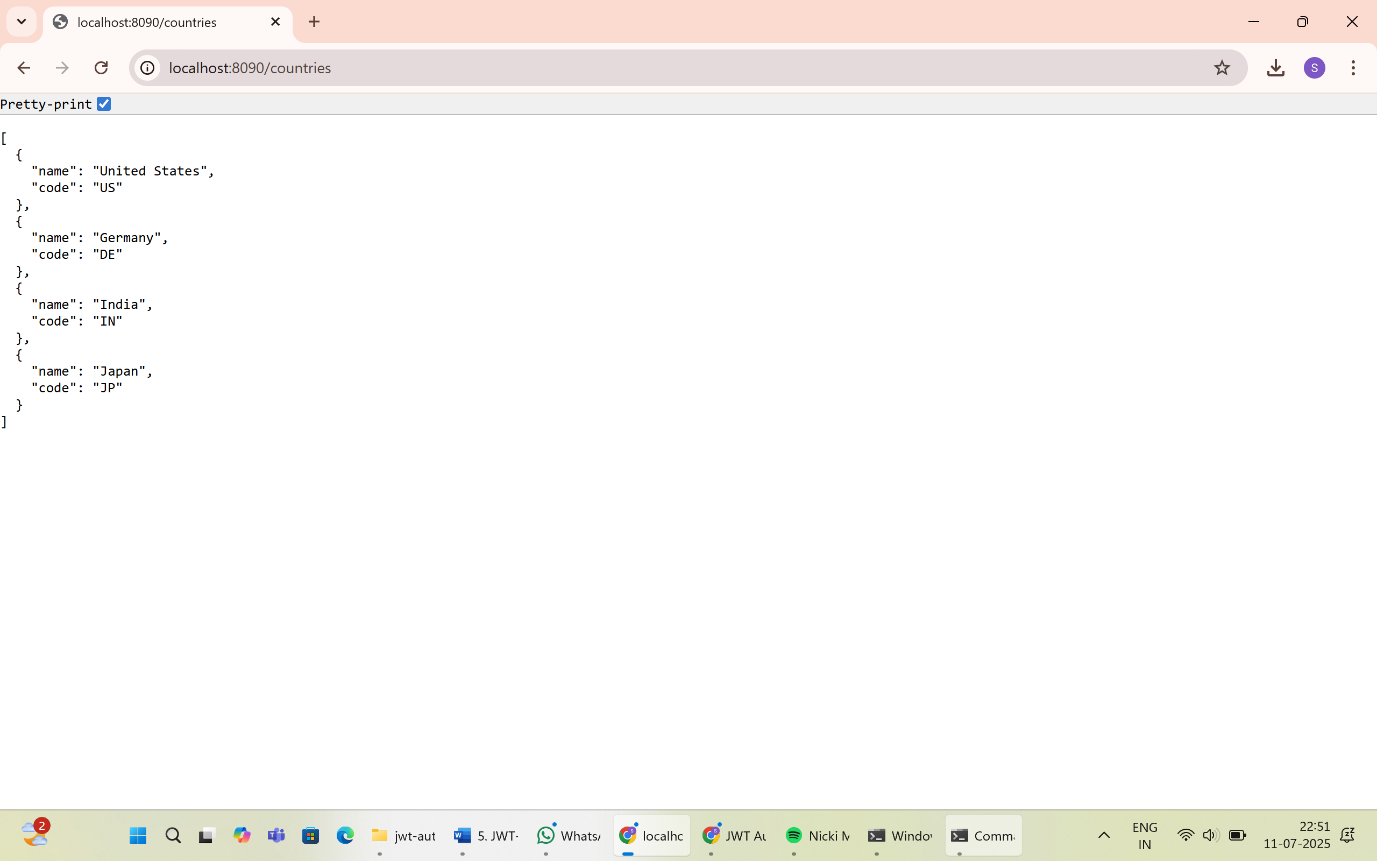 localhost:8090/countries
localhost:8090/countries
S
Pretty-print
[
  {
    "name": "United States",
    "code": "US"
  },
  {
    "name": "Germany",
    "code": "DE"
  },
  {
    "name": "India",
    "code": "IN"
  },
  {
    "name": "Japan",
    "code": "JP"
  }
]
2
jwt-aut
5. JWT-
Whats
localhc
JWT Au
Nicki M
Windo
Comm
ENG
IN
22:51
11-07-2025